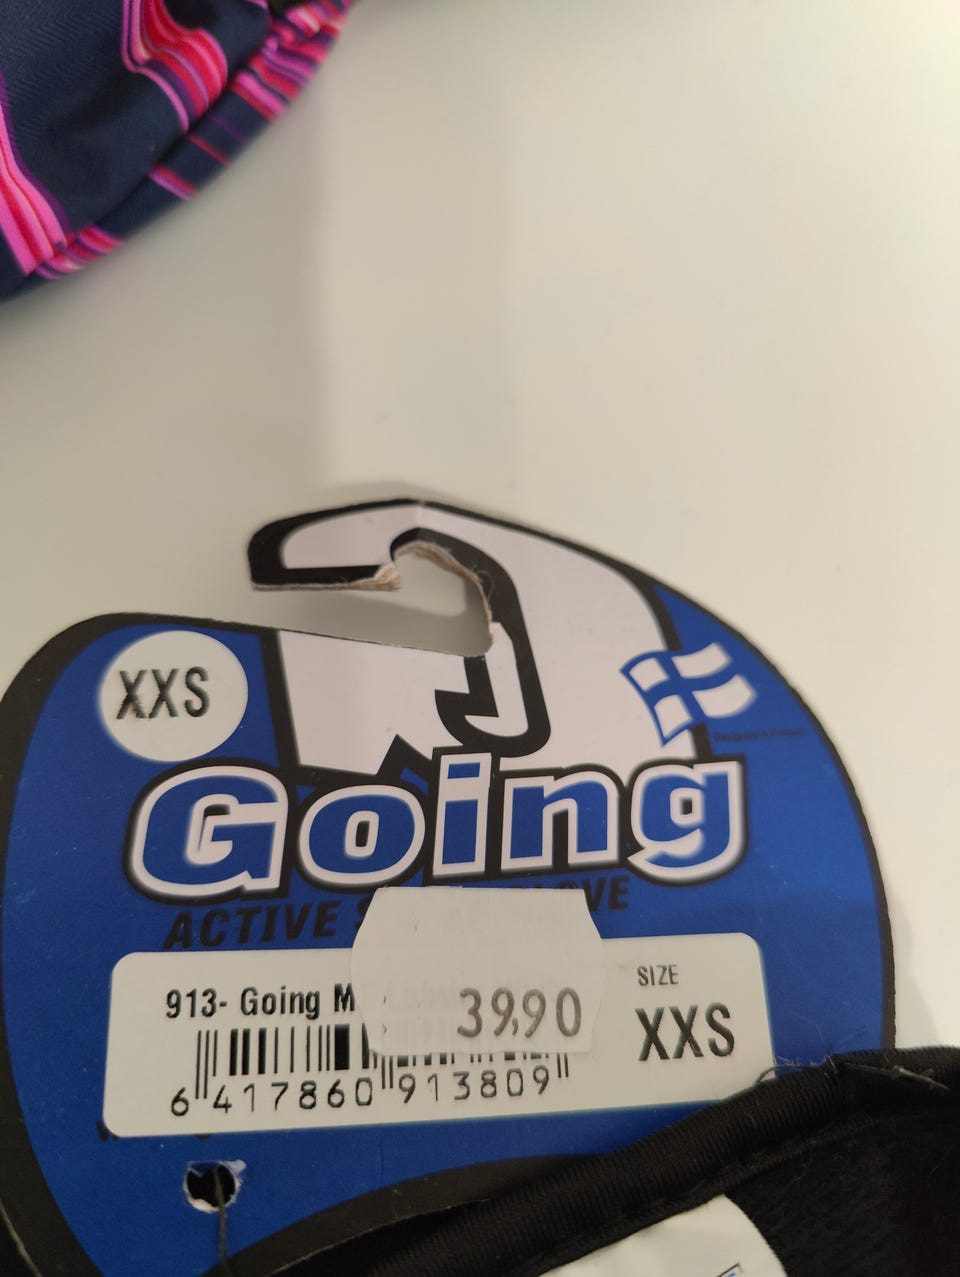 XXS
Going
ACTIVE
913- Going M
39,90
SIZE
XXS
6 417860 913809